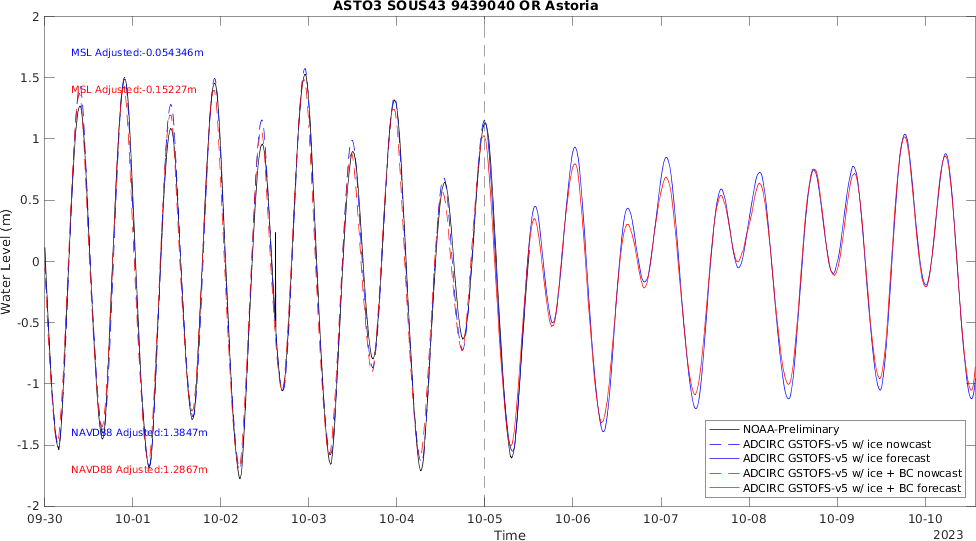 ASTO3 SOUS43 9439040 OR Astoria
2
1.5
1
0.5
0
-0.5
-1
-1.5
-2
Water Level (m)
MSL Adjusted:-0.054346m
MSL Adjusted:-0.15227m
NAVD88 Adjusted:1.3847m
NAVD88 Adjusted:1.2867m
NOAA-Preliminary
ADCIRC GSTOFS-v5 w/ ice nowcast
ADCIRC GSTOFS-v5 w/ ice forecast
ADCIRC GSTOFS-v5 w/ ice + BC nowcast
ADCIRC GSTOFS-v5 w/ ice + BC forecast
09-30 10-01 10-02 10-03 10-04 10-05 10-06 10-07 10-08 10-09 10-10
Time
2023